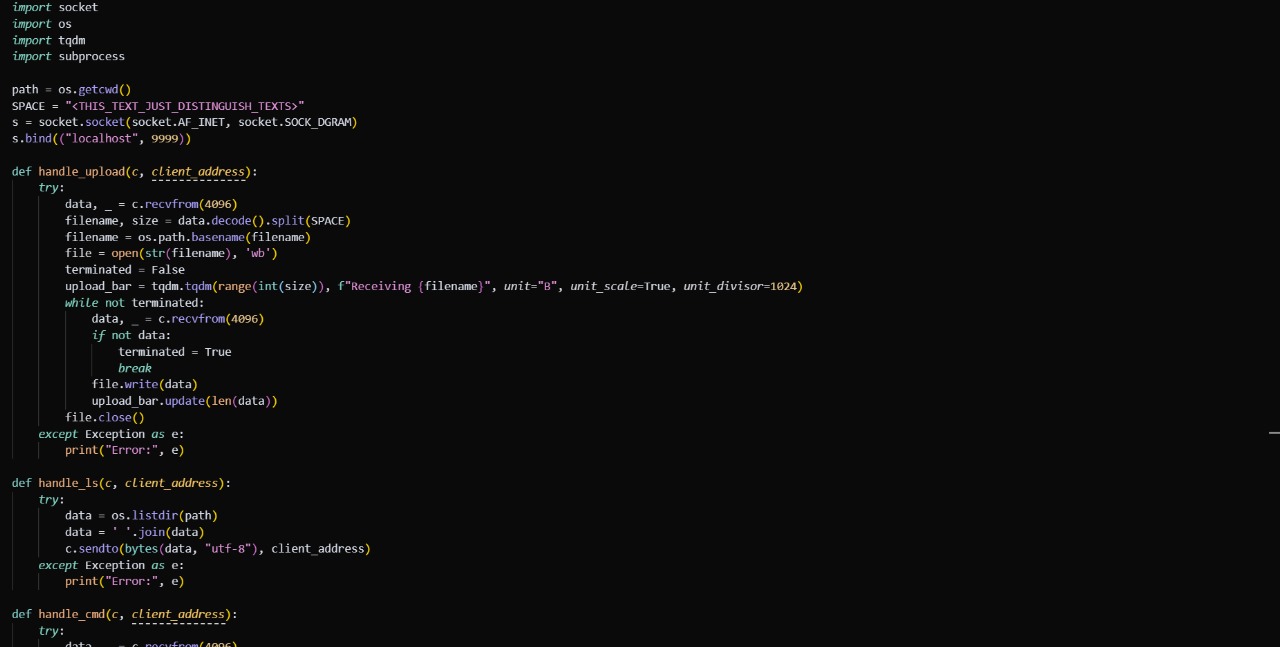 import socket
import os
import tqdm
import subprocess

path = os.getcwd()
SPACE = "<THIS_TEXT_JUST_DISTINGUISH_TEXTS>"
s = socket.socket(socket.AF_INET, socket.SOCK_DGRAM)
s.bind(("localhost", 9999))

def handle_upload(c, client_address):
    try:
        data, _ = c.recvfrom(4096)
        filename, size = data.decode().split(SPACE)
        filename = os.path.basename(filename)
        file = open(str(filename), 'wb')
        terminated = False
        upload_bar = tqdm.tqdm(range(int(size)), f"Receiving {filename}", unit="B", unit_scale=True, unit_divisor=1024)
        while not terminated:
            data, _ = c.recvfrom(4096)
            if not data:
                terminated = True
                break
            file.write(data)
            upload_bar.update(len(data))
        file.close()
    except Exception as e:
        print("Error:", e)

def handle_ls(c, client_address):
    try:
        data = os.listdir(path)
        data = ' '.join(data)
        c.sendto(bytes(data, "utf-8"), client_address)
    except Exception as e:
        print("Error:", e)

def handle_cmd(c, client_address):
    try:
        data, _ = c.recvfrom(4096)